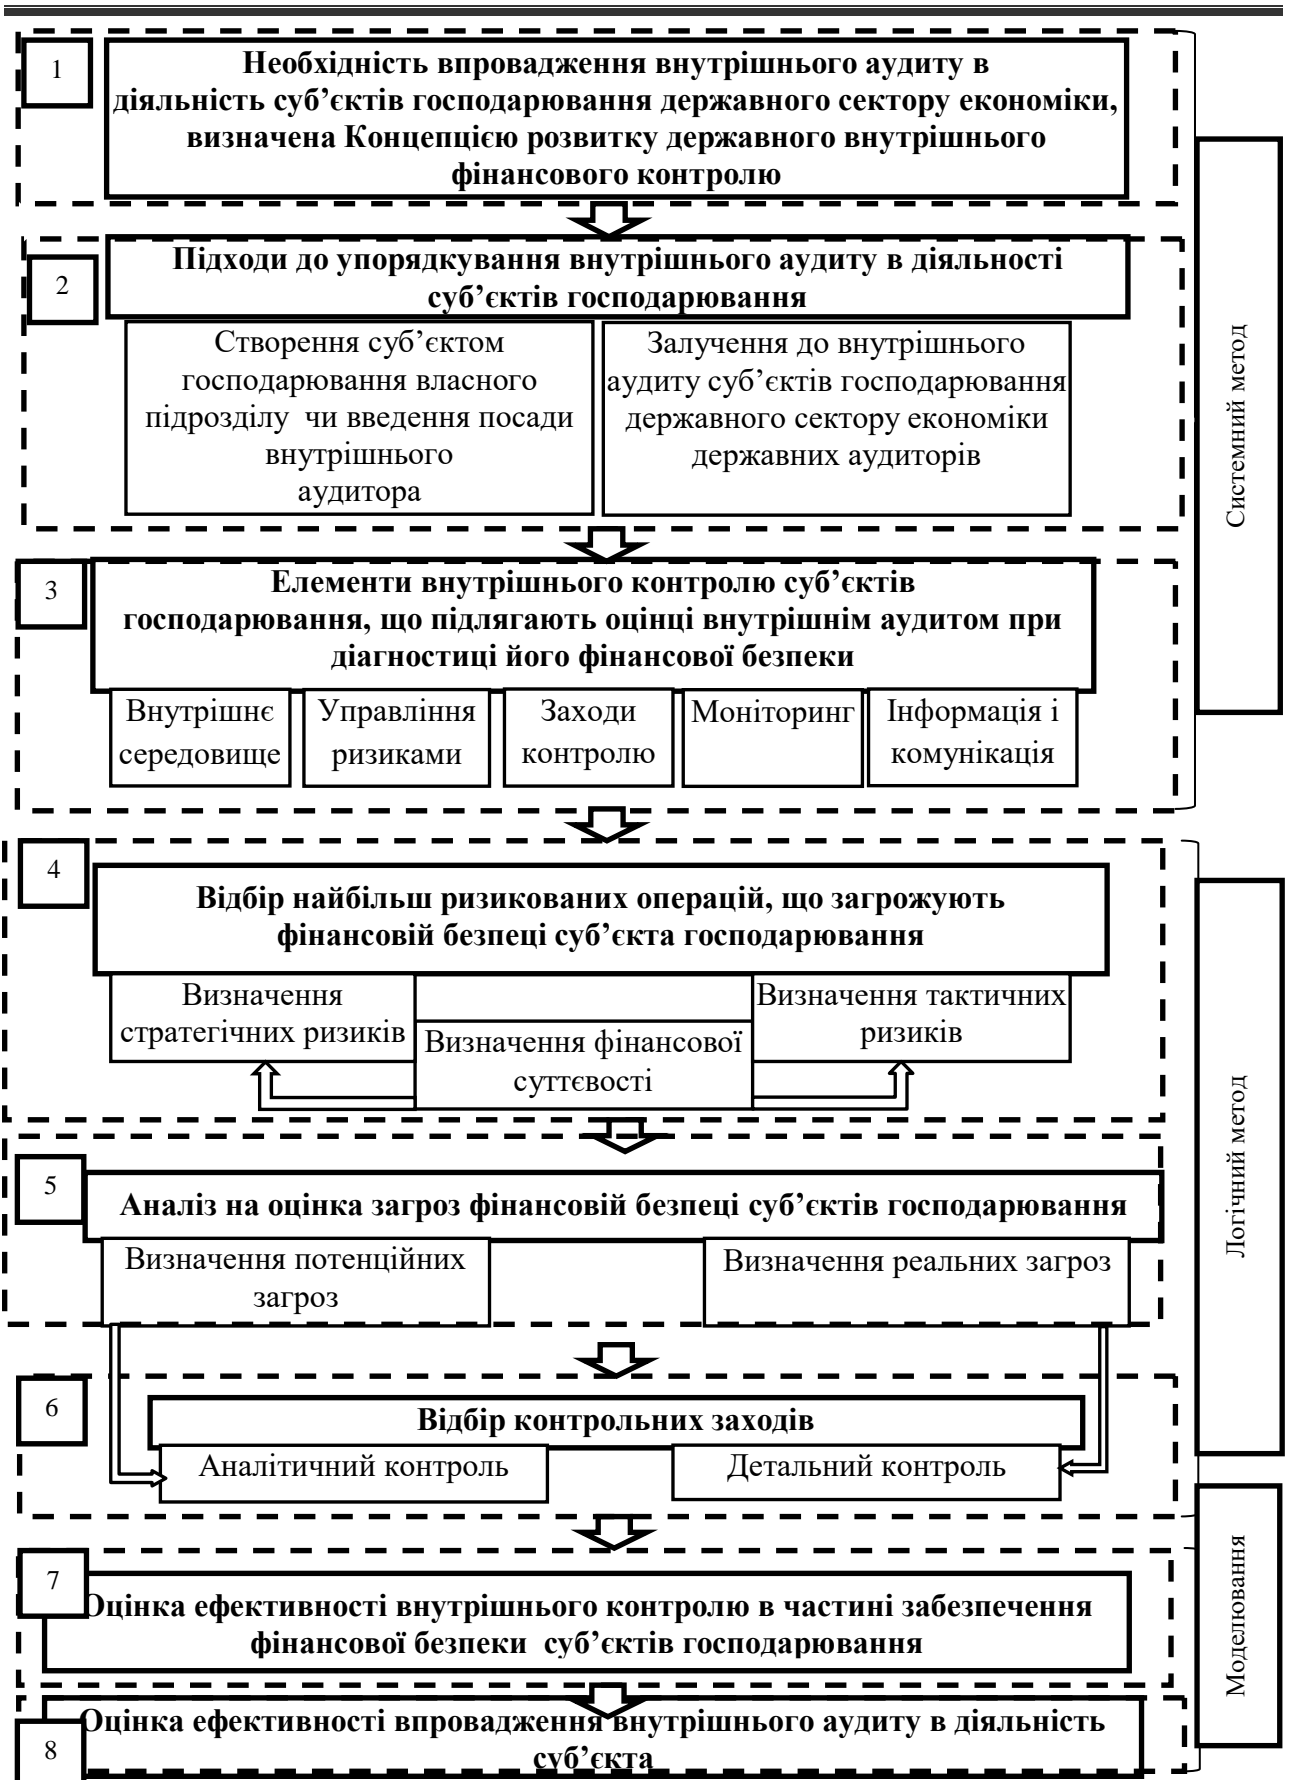 1
Необхідність впровадження внутрішнього аудиту в
діяльність суб’єктів господарювання державного сектору економіки,
визначена Концепцією розвитку державного внутрішнього
фінансового контролю
2
Підходи до упорядкування внутрішнього аудиту в діяльності
суб’єктів господарювання
Створення суб’єктом
господарювання власного
підрозділу чи введення посади
внутрішнього
аудитора
Залучення до внутрішнього
аудиту суб’єктів господарювання
державного сектору економіки
державних аудиторів
3
Елементи внутрішнього контролю суб’єктів
господарювання, що підлягають оцінці внутрішнім аудитом при
діагностиці його фінансової безпеки
Внутрішнє
середовище
Управління
ризиками
Заходи
контролю
Моніторинг
Інформація і
комунікація
Системний метод
4
Відбір найбільш ризикованих операцій, що загрожують
фінансовій безпеці суб’єкта господарювання
Визначення
стратегічних ризиків
Визначення фінансової
суттєвості
Визначення тактичних
ризиків
5
Аналіз на оцінка загроз фінансовій безпеці суб’єктів господарювання
Визначення потенційних
загроз
Визначення реальних загроз
6
Відбір контрольних заходів
Аналітичний контроль
Детальний контроль
Логічний метод
7
Оцінка ефективності внутрішнього контролю в частині забезпечення
фінансової безпеки суб’єктів господарювання
8
Оцінка ефективності впровадження внутрішнього аудиту в діяльність
суб’єкта
Моделювання